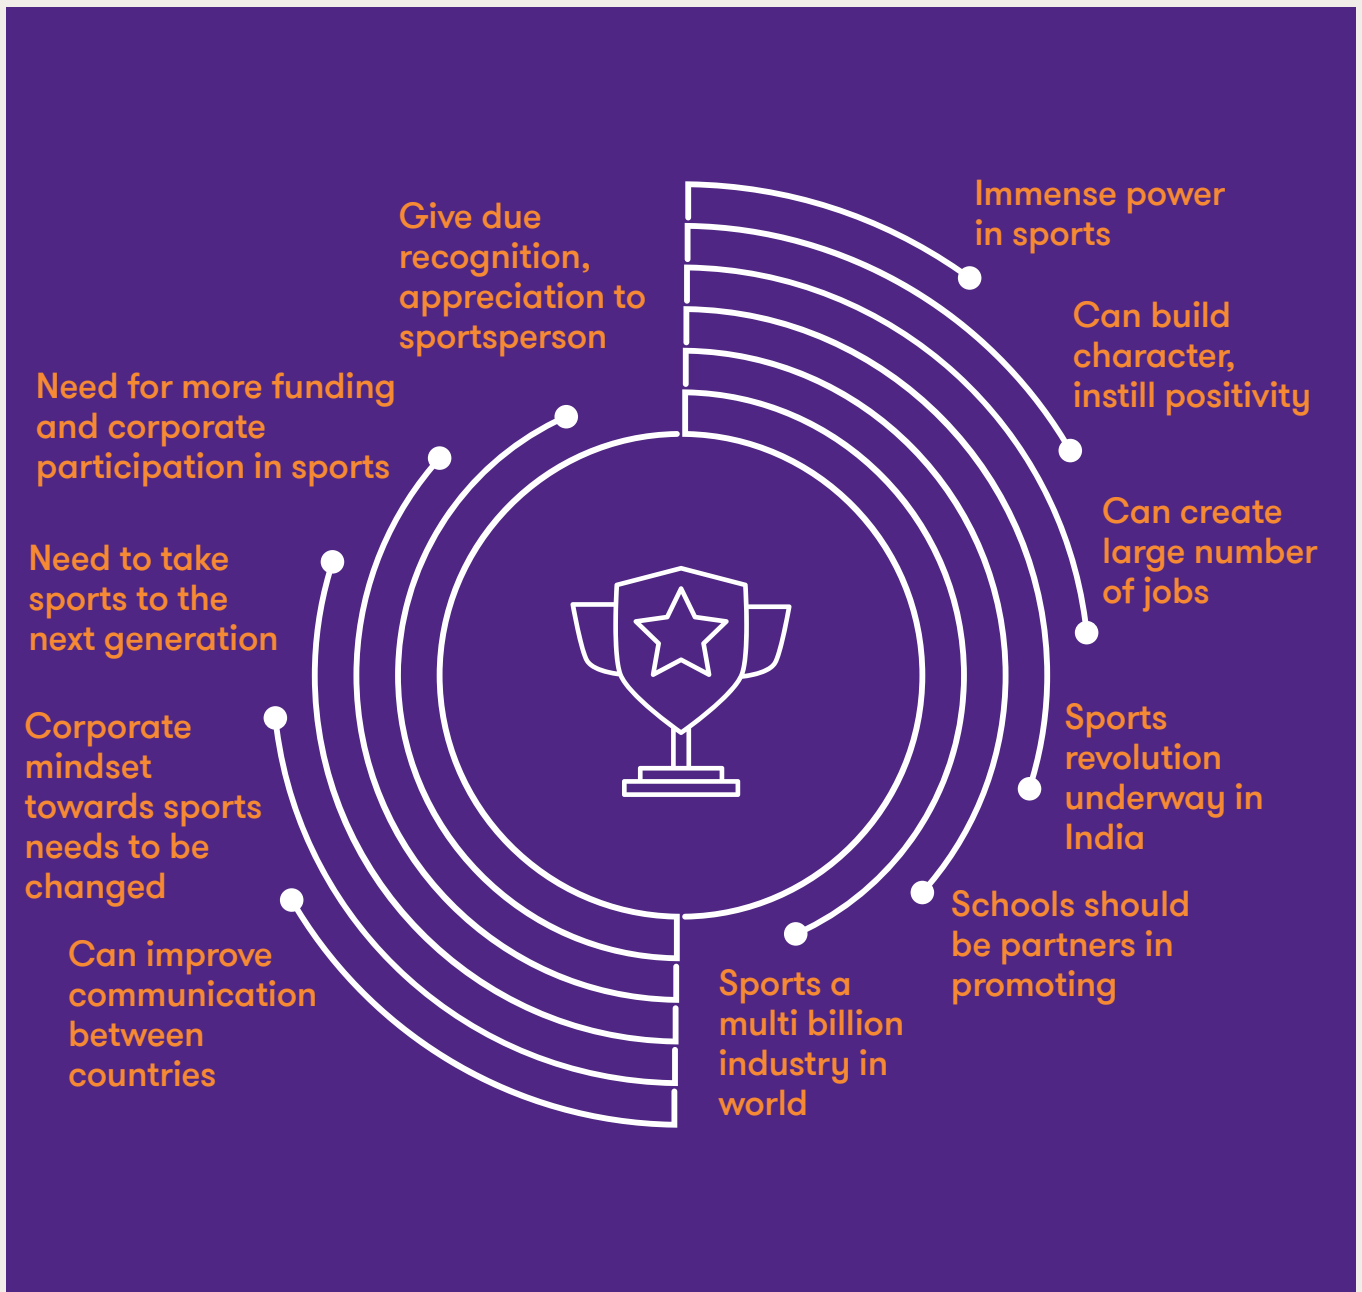 Immense power
in sports
Can build
character,
instill positivity
Can create
large number
of jobs
Sports
revolution
underway in
India
Schools should
be partners in
promoting
Sports a
multi billion
industry in
world
Can improve
communication
between
countries
Corporate
mindset
towards sports
needs to be
changed
Need to take
sports to the
next generation
Need for more funding
and corporate
participation in sports
Give due
recognition,
appreciation to
sportsperson